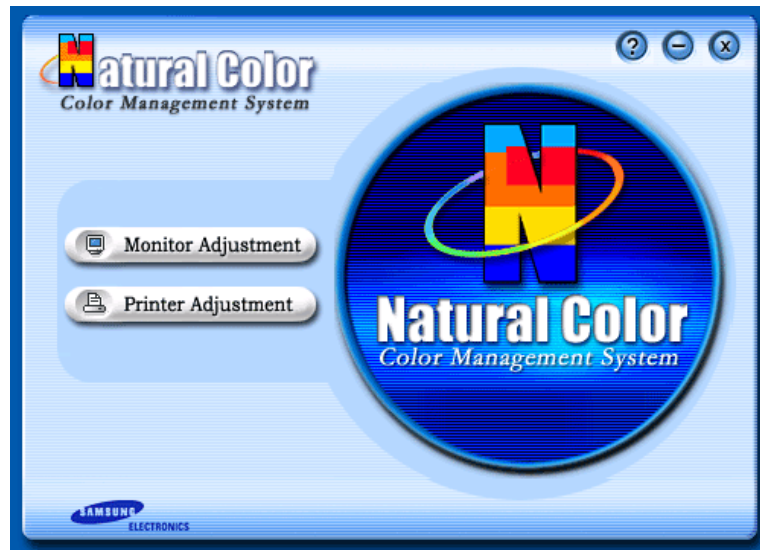 Natural Color
Color Management System
? − x
Monitor Adjustment
Printer Adjustment
N
Natural Color
Color Management System
SAMSUNG
ELECTRONICS